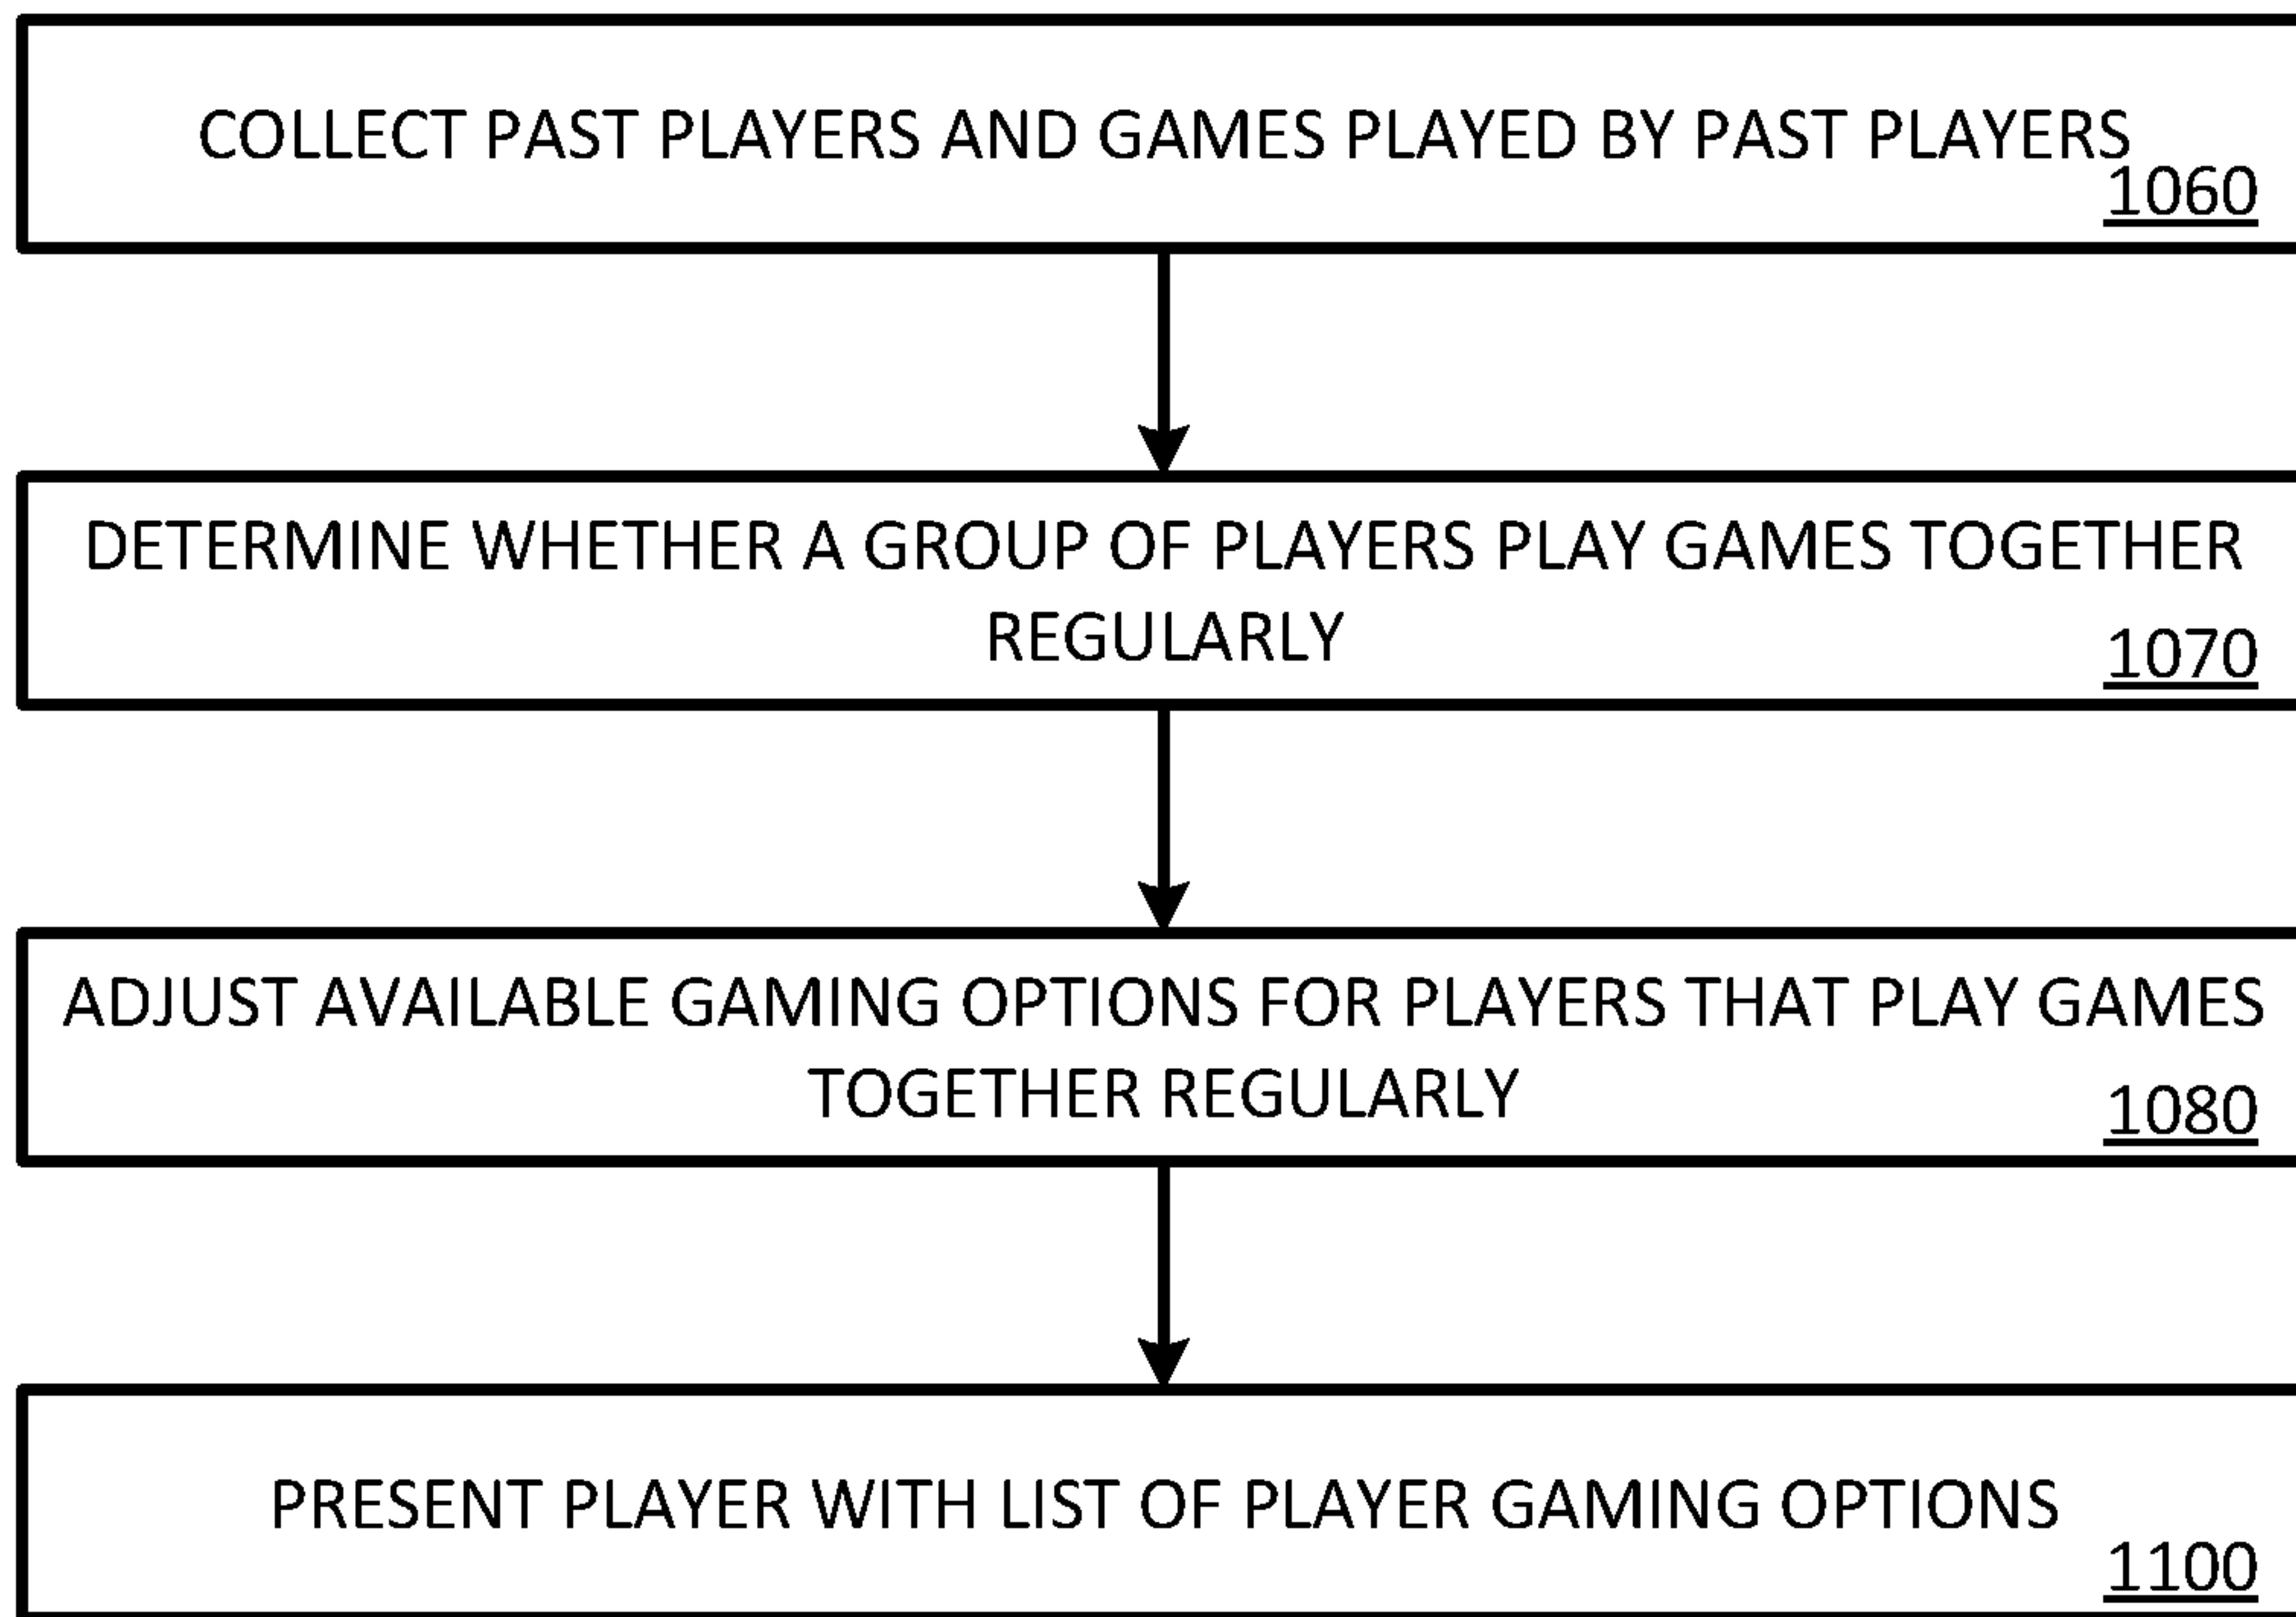 COLLECT PAST PLAYERS AND GAMES PLAYED BY PAST PLAYERS
1060
DETERMINE WHETHER A GROUP OF PLAYERS PLAY GAMES TOGETHER
REGULARLY
1070
ADJUST AVAILABLE GAMING OPTIONS FOR PLAYERS THAT PLAY GAMES
TOGETHER REGULARLY
1080
PRESENT PLAYER WITH LIST OF PLAYER GAMING OPTIONS
1100